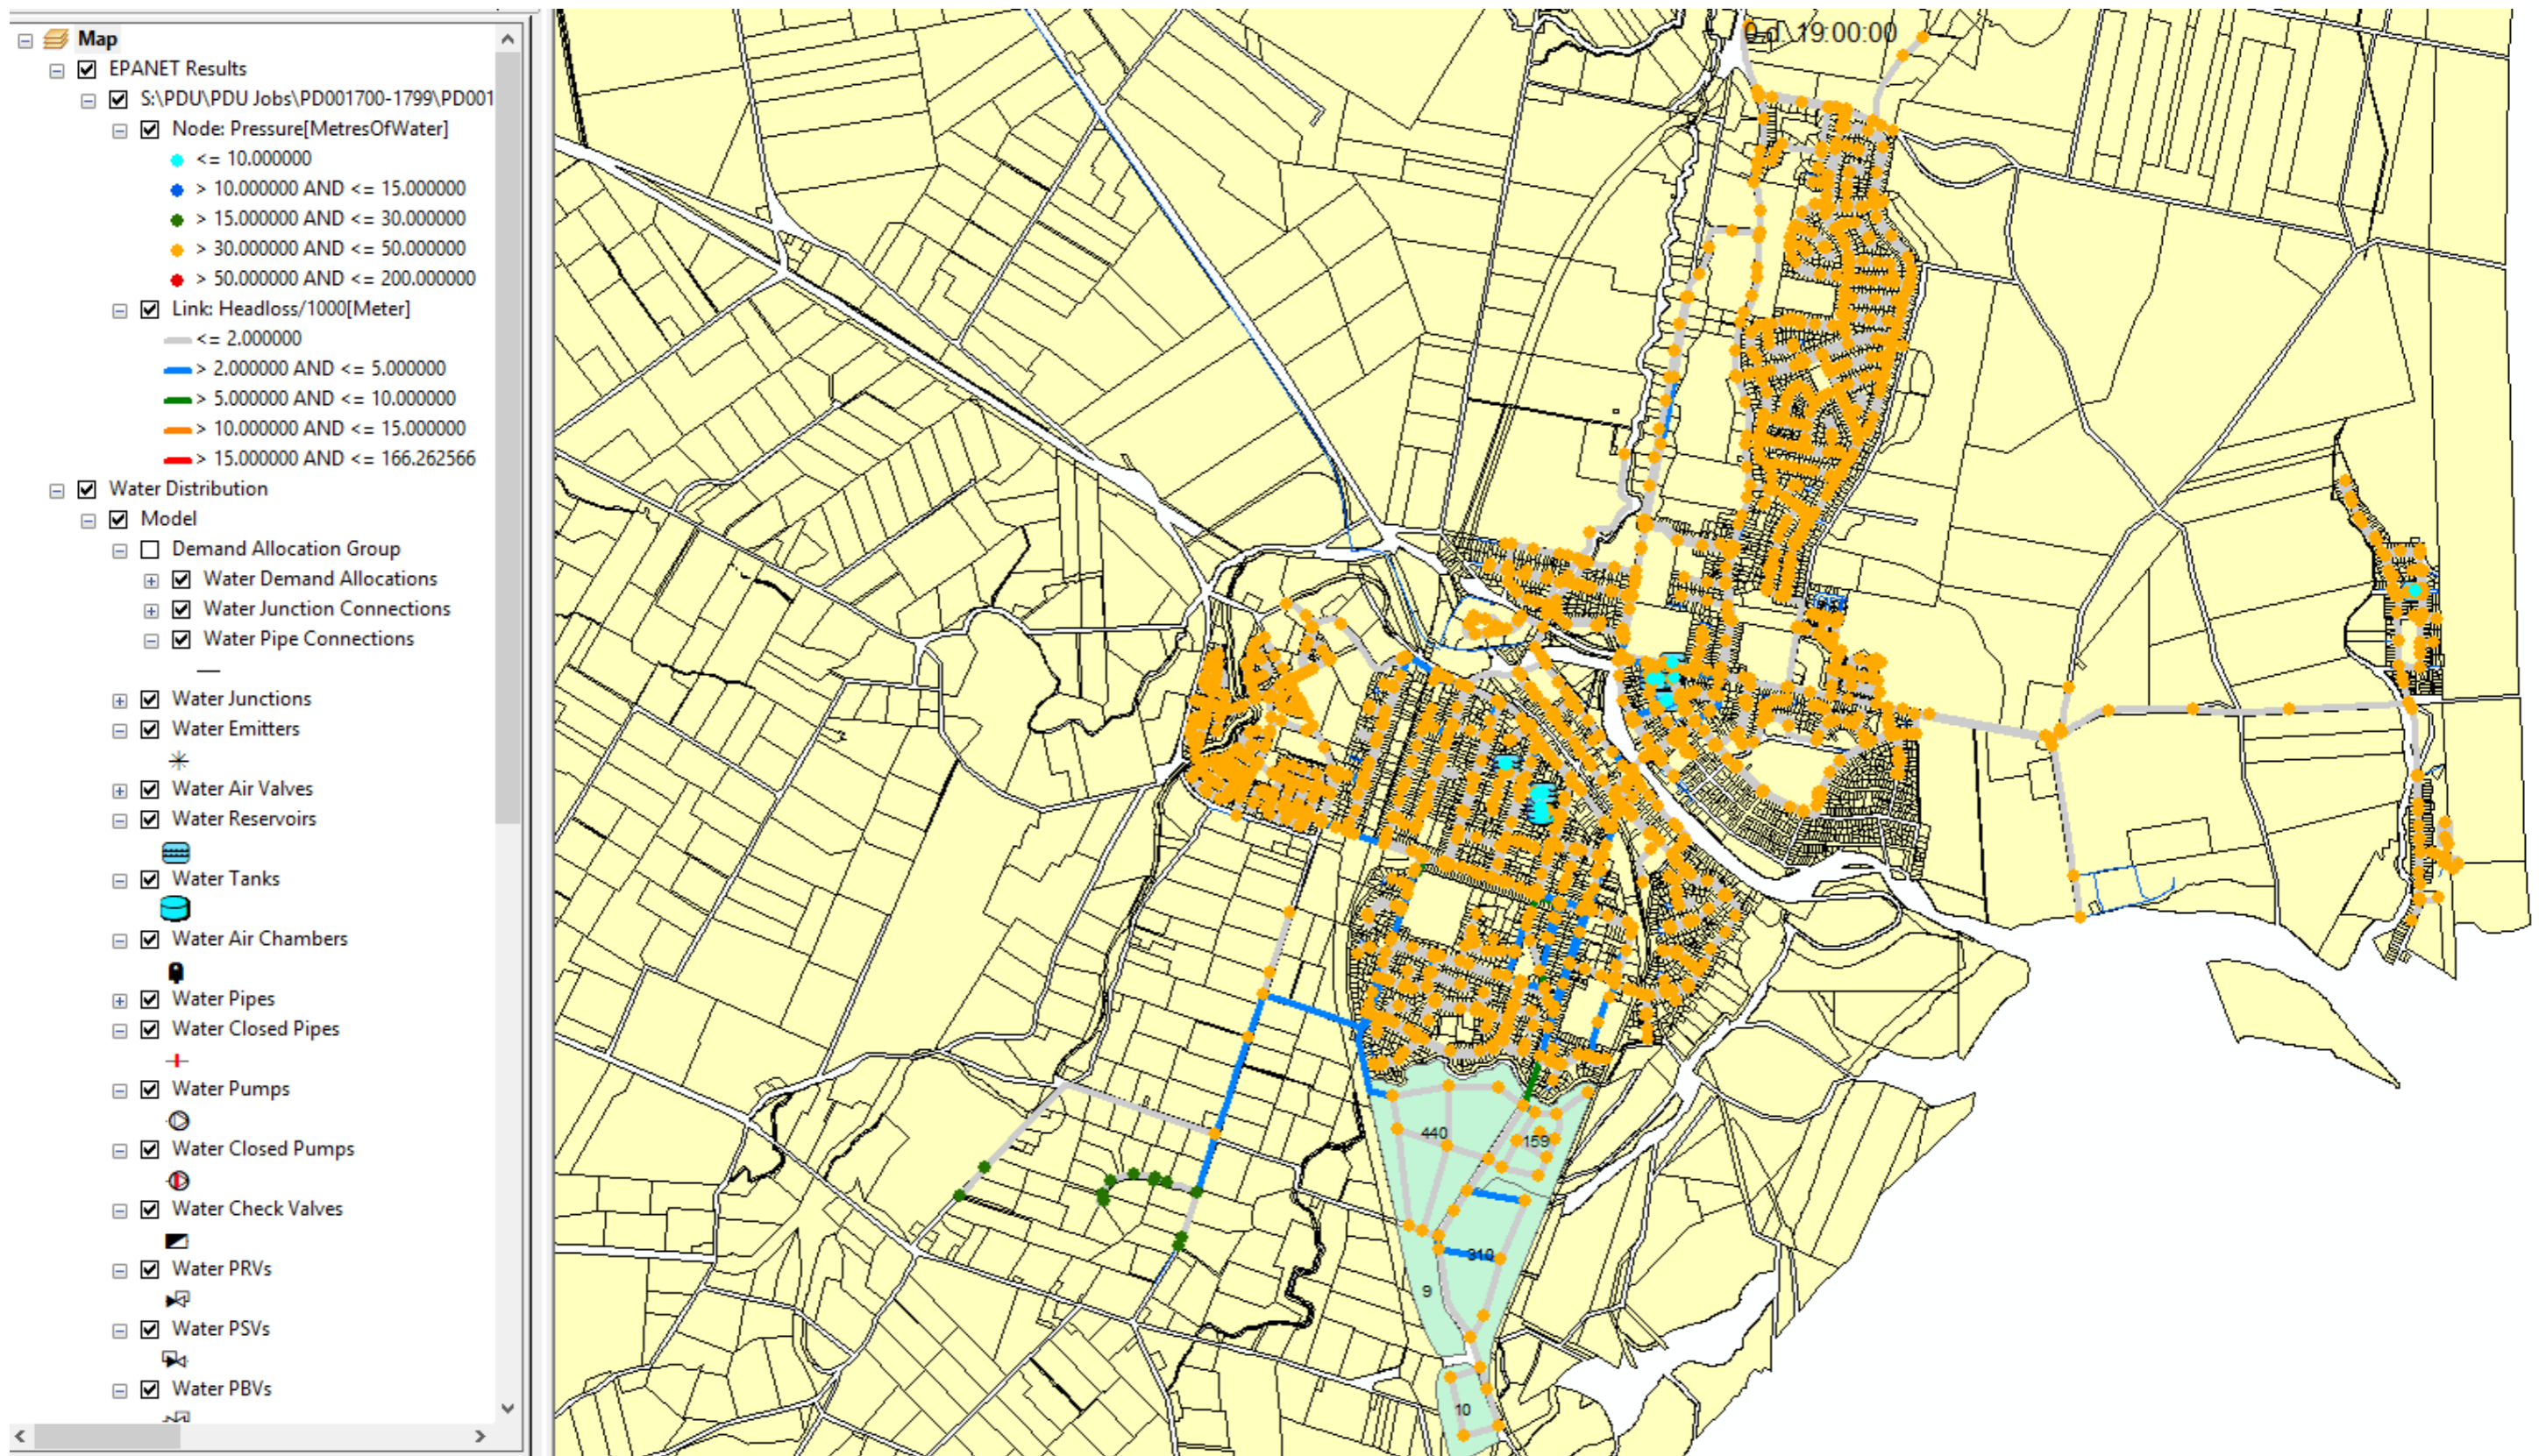 Map
EPANET Results
S:\PDU\PDU Jobs\PD001700-1799\PD001
Node: Pressure[MetresOfWater]
<= 10.000000
> 10.000000 AND <= 15.000000
> 15.000000 AND <= 30.000000
> 30.000000 AND <= 50.000000
> 50.000000 AND <= 200.000000
Link: Headloss/1000[Meter]
<= 2.000000
> 2.000000 AND <= 5.000000
> 5.000000 AND <= 10.000000
> 10.000000 AND <= 15.000000
> 15.000000 AND <= 166.262566
Water Distribution
Model
Demand Allocation Group
Water Demand Allocations
Water Junction Connections
Water Pipe Connections
Water Junctions
Water Emitters
Water Air Valves
Water Reservoirs
Water Tanks
Water Air Chambers
Water Pipes
Water Closed Pipes
Water Pumps
Water Closed Pumps
Water Check Valves
Water PRVs
Water PSVs
Water PBVs
0 d. 19:00:00
440
159
310
9
10